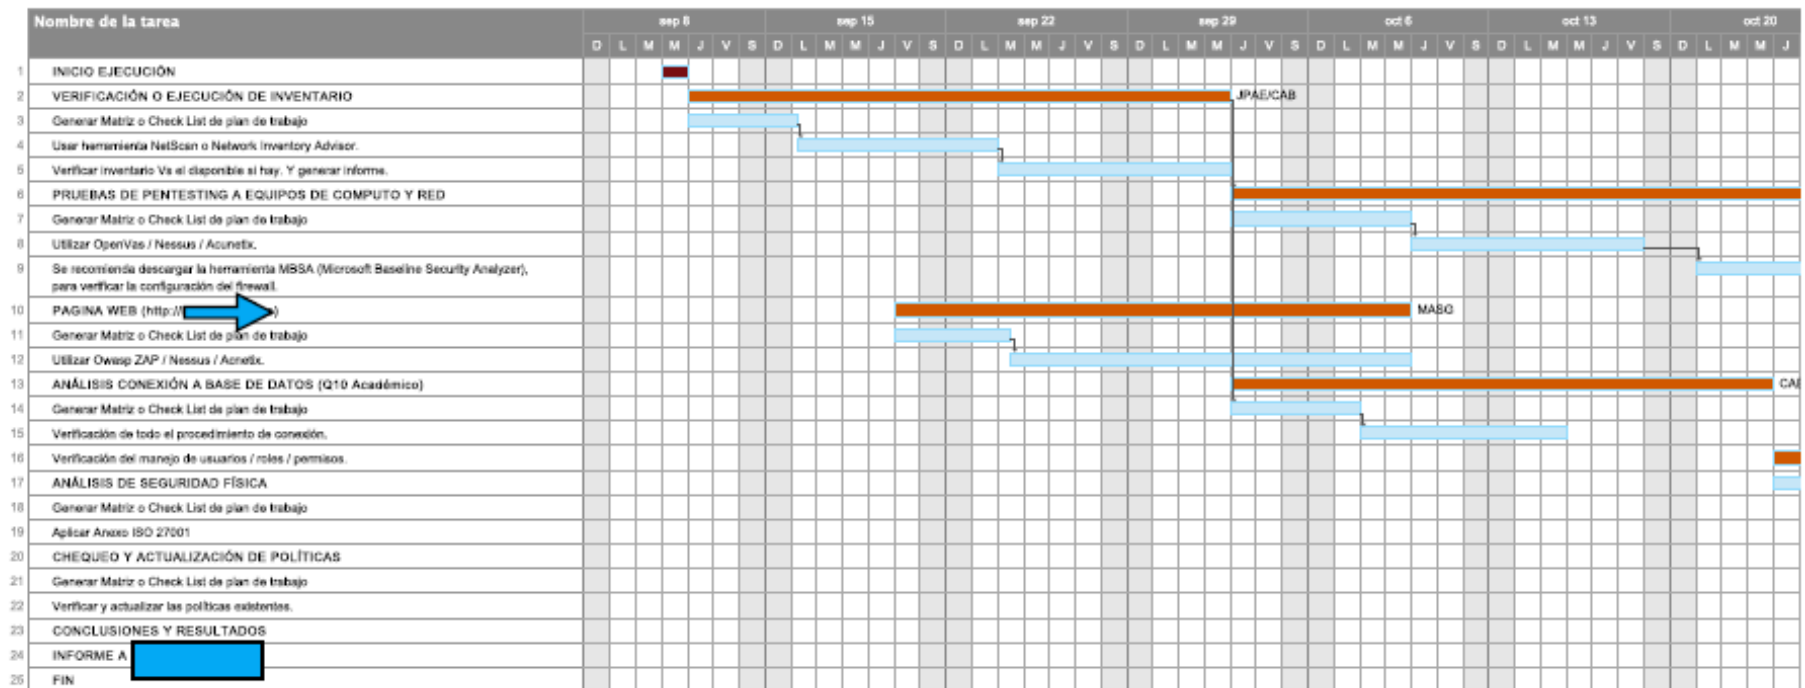 Nombre de la tarea
sep 8 sep 15 sep 22 sep 29 oct 6 oct 13 oct 20
D L M M J V S D L M M J V S D L M M J V S D L M M J V S D L M M J V S D L M M J V S D L M M J
1 INICIO EJECUCIÓN
2 VERIFICACIÓN O EJECUCIÓN DE INVENTARIO JPAE/CAB
3 Generar Matriz o Check List de plan de trabajo
4 Usar herramienta NetScan o Network Inventory Advisor.
5 Verificar inventario Vs el disponible si hay. Y generar informe.
6 PRUEBAS DE PENTESTING A EQUIPOS DE COMPUTO Y RED
7 Generar Matriz o Check List de plan de trabajo
8 Utilizar OpenVas / Nessus / Acunetix.
9 Se recomienda descargar la herramienta MBSA (Microsoft Baseline Security Analyzer),
para verificar la configuración del firewall.
10 PAGINA WEB (http:// ) MASG
11 Generar Matriz o Check List de plan de trabajo
12 Utilizar Owasp ZAP / Nessus / Acnetix.
13 ANÁLISIS CONEXIÓN A BASE DE DATOS (Q10 Académico)
14 Generar Matriz o Check List de plan de trabajo
15 Verificación de todo el procedimiento de conexión.
16 Verificación del manejo de usuarios / roles / permisos.
17 ANÁLISIS DE SEGURIDAD FÍSICA
18 Generar Matriz o Check List de plan de trabajo
19 Aplicar Anexo ISO 27001
20 CHEQUEO Y ACTUALIZACIÓN DE POLÍTICAS
21 Generar Matriz o Check List de plan de trabajo
22 Verificar y actualizar las políticas existentes.
23 CONCLUSIONES Y RESULTADOS
24 INFORME A
25 FIN